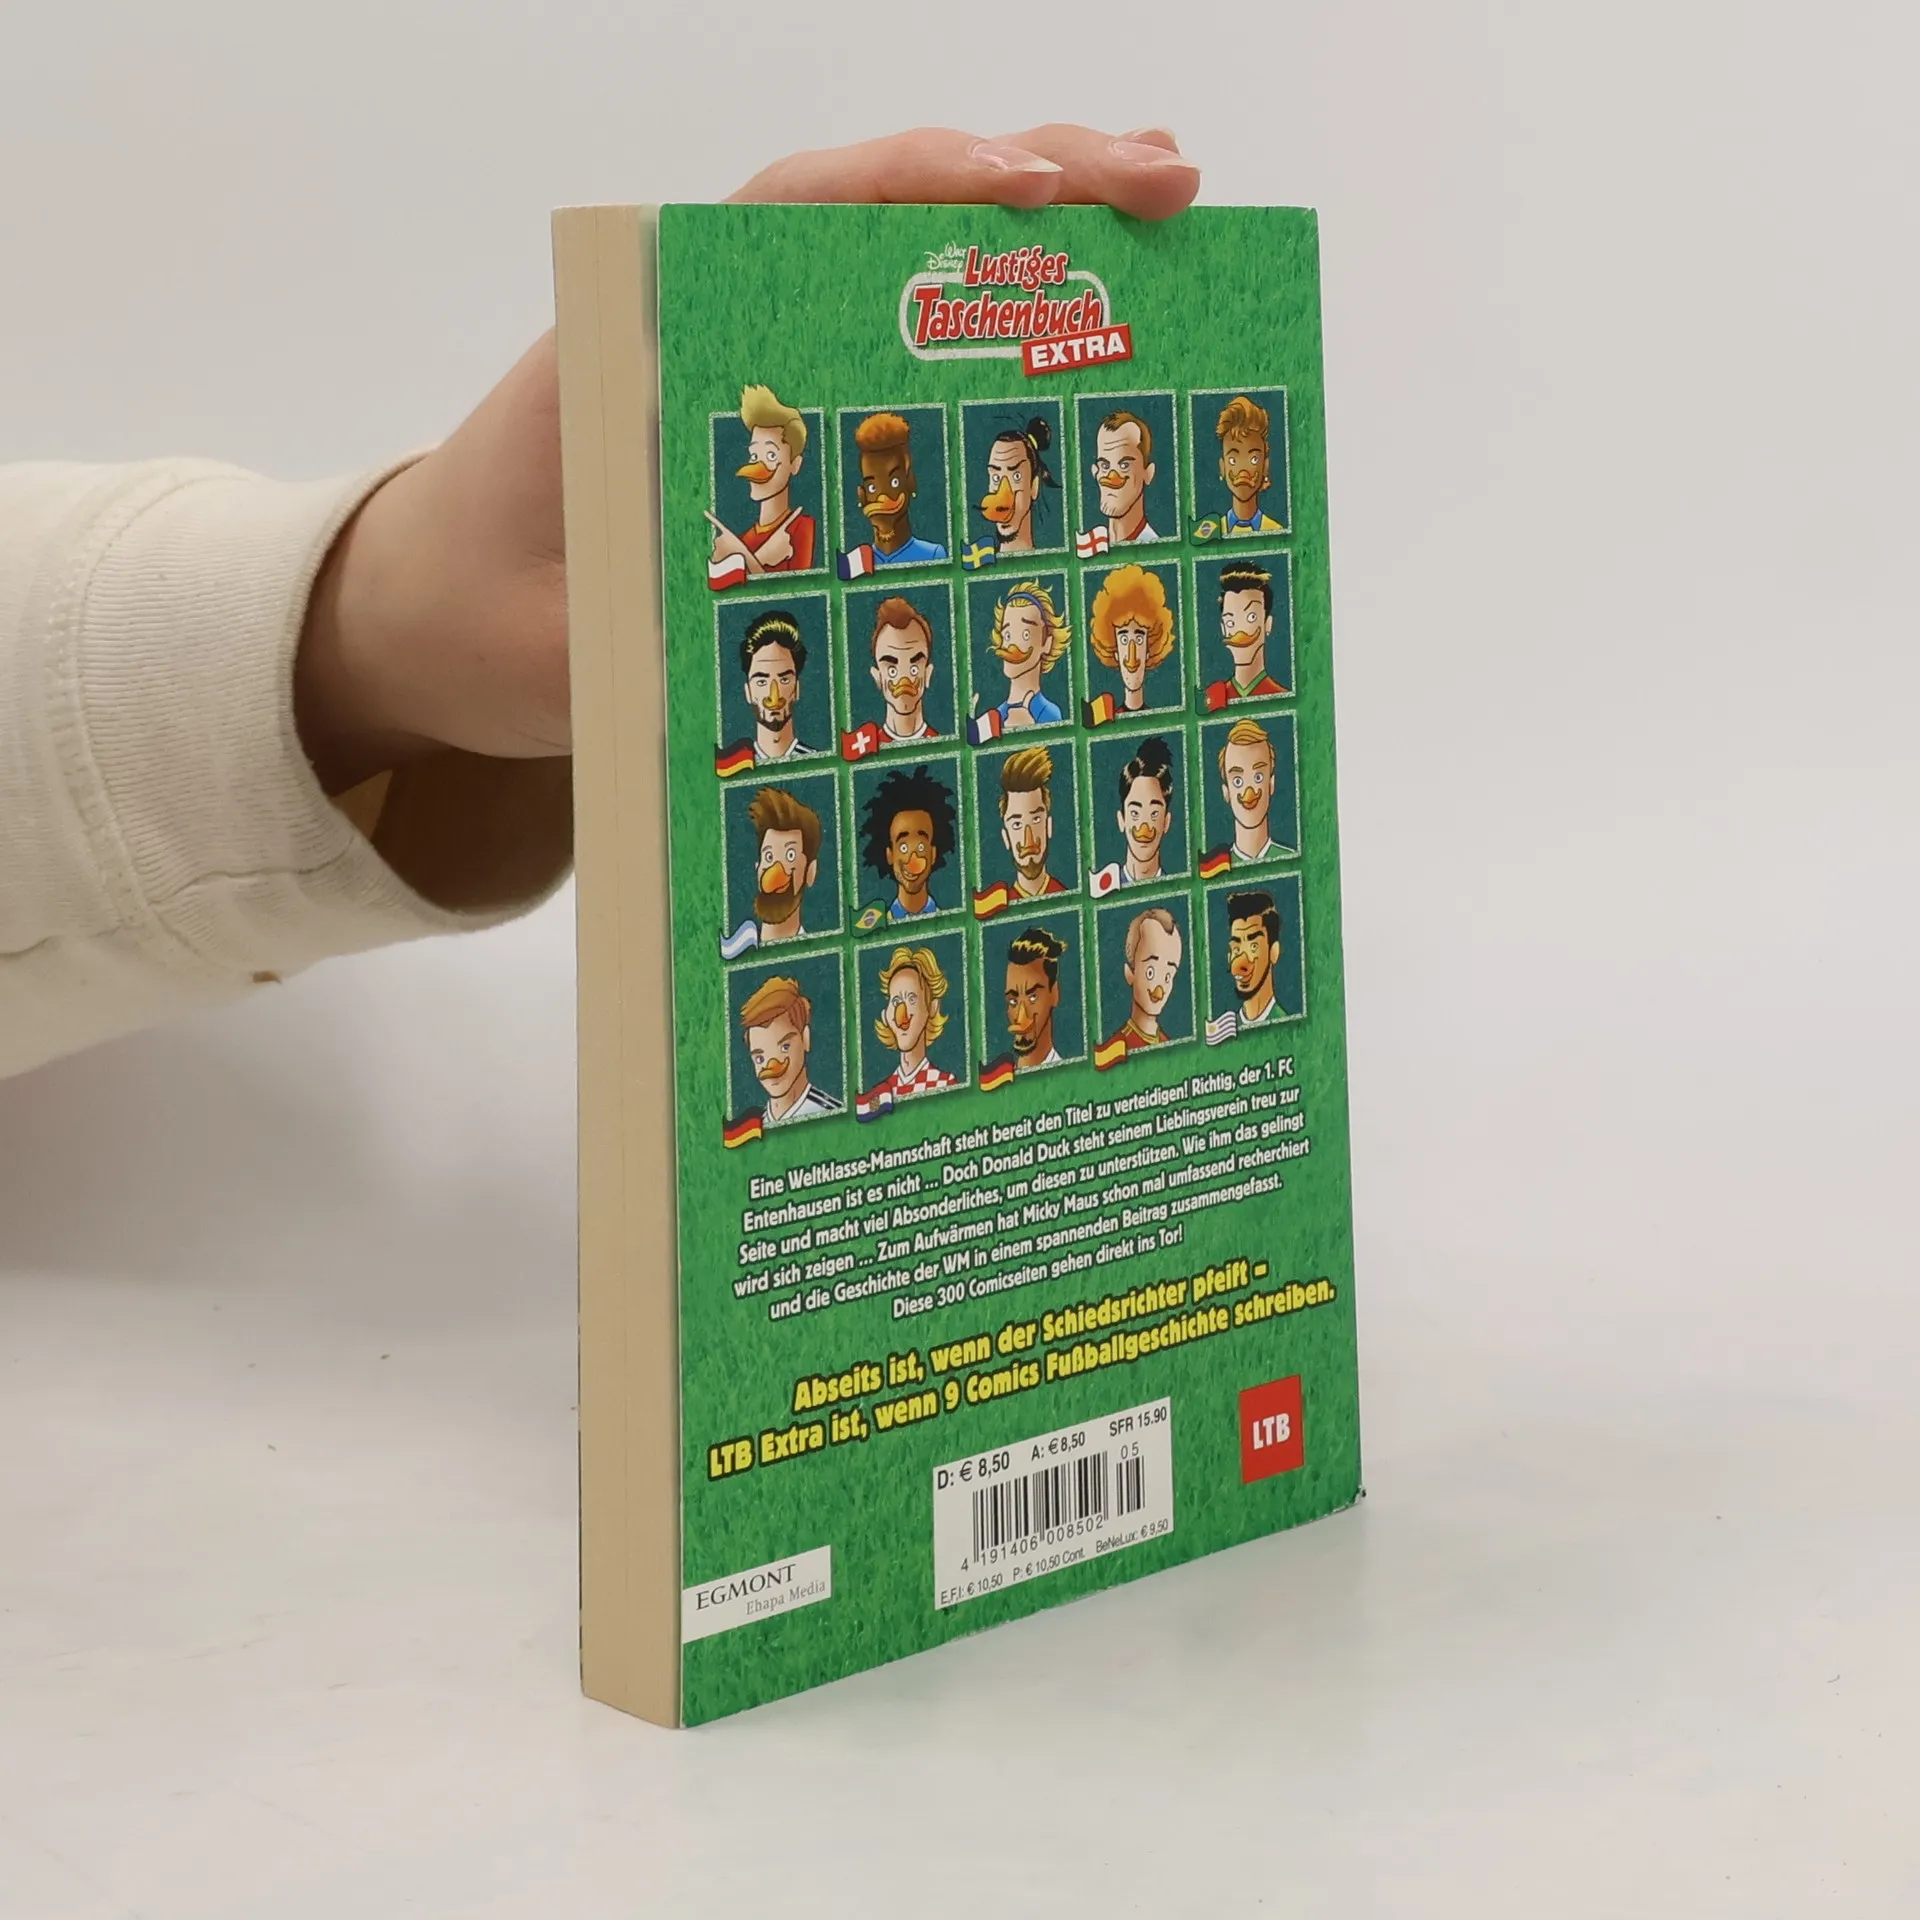 Walt Disney
Lustiges
Taschenbuch
EXTRA
Eine Weltklasse-Mannschaft steht bereit den Titel zu verteidigen! Richtig, der 1. FC
Entenhausen ist es nicht ... Doch Donald Duck steht seinem Lieblingsverein treu zur
Seite und macht viel Absonderliches, um diesen zu unterstützen. Wie ihm das gelingt
wird sich zeigen ... Zum Aufwärmen hat Micky Maus schon mal umfassend recherchiert
und die Geschichte der WM in einem spannenden Beitrag zusammengefasst.
Diese 300 Comicseiten gehen direkt ins Tor!
Abseits ist, wenn der Schiedsrichter pfeift –
LTB Extra ist, wenn 9 Comics Fußballgeschichte schreiben.
D: € 8,50 A: € 8,50 SFR 15.90
05
4 191406 008502
E,F,I: € 10,50 P: € 10,50 Cont. BeNeLux: € 9,50
LTB
EGMONT
Ehapa Media